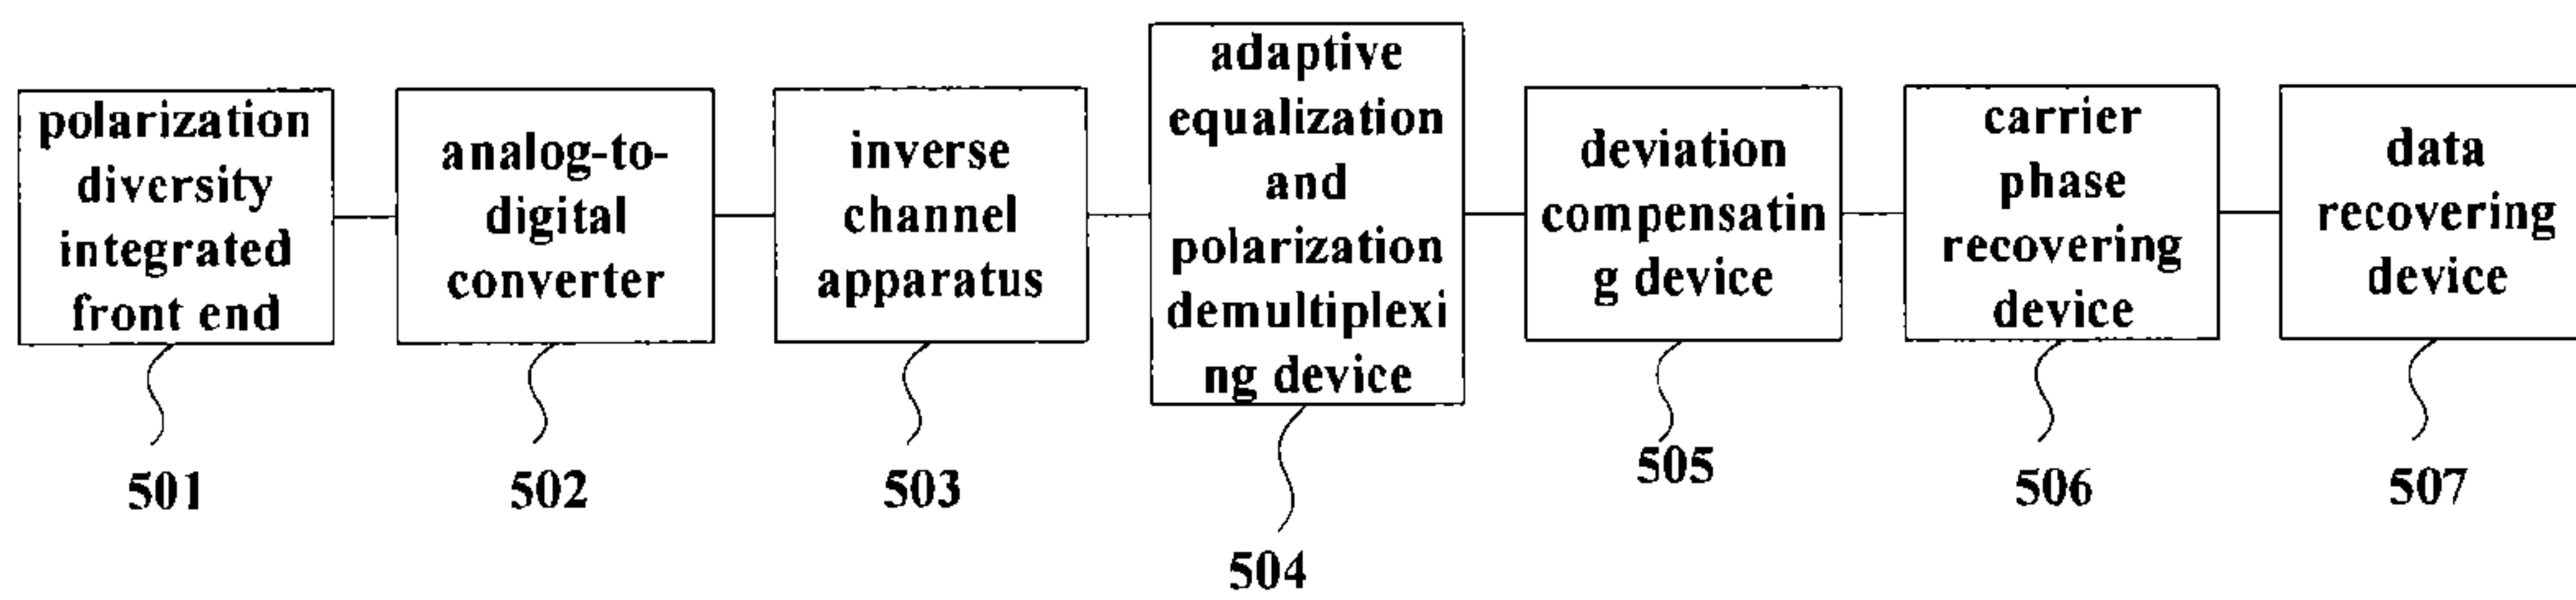 polarization
diversity
integrated
front end
analog-to-
digital
converter
inverse
channel
apparatus
adaptive
equalization
and
polarization
demultiplexi
ng device
deviation
compensatin
g device
carrier
phase
recovering
device
data
recovering
device
501
502
503
504
505
506
507